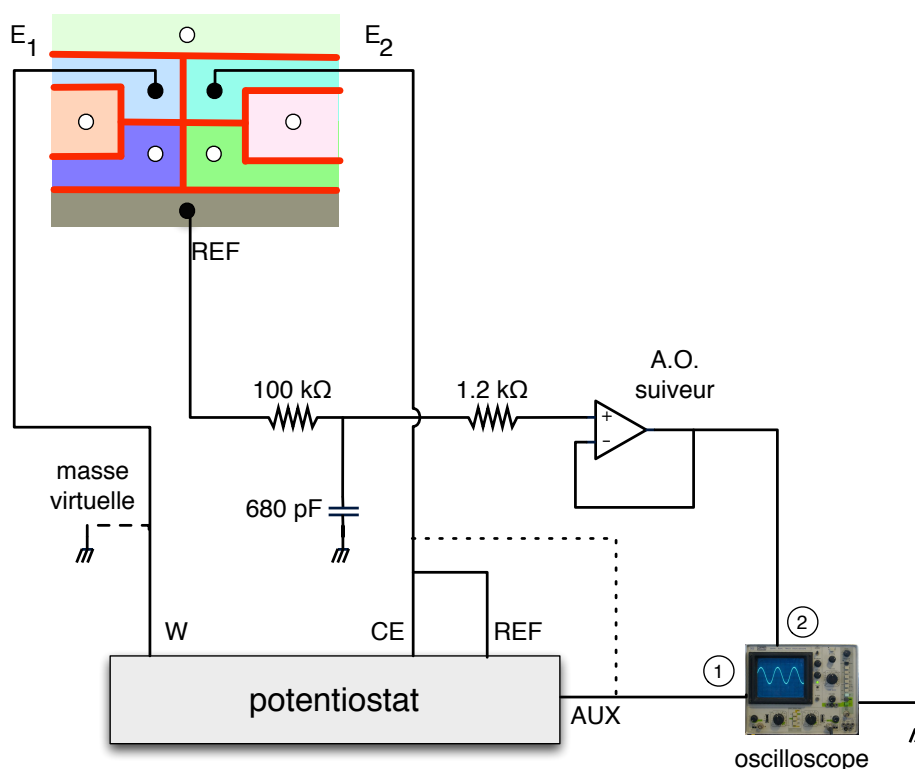 E1
E2
REF
100 kΩ
1.2 kΩ
A.O.
suiveur
+
−
masse
virtuelle
680 pF
W
CE
REF
2
1
potentiostat
AUX
oscilloscope